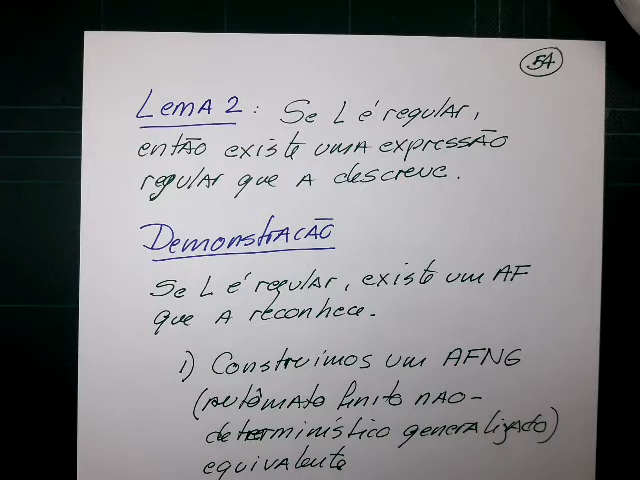 54
Lema 2: Se L é regular,
então existe uma expressão
regular que a descreve.
Demonstração
Se L é regular, existe um AF
que a reconhece.
1) Construímos um AFNG
(autômato finito não-
determinístico generalizado)
equivalente